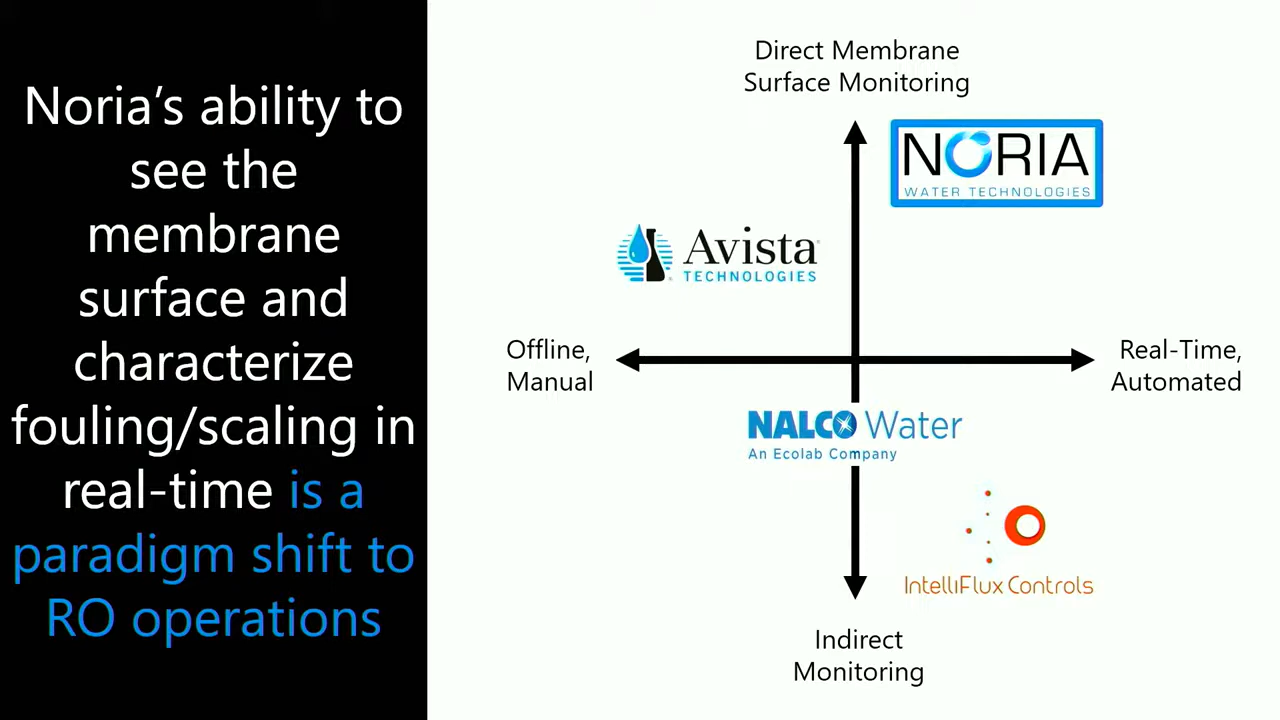 Noria's ability to
see the
membrane
surface and
characterize
fouling/scaling in
real-time is a
paradigm shift to
RO operations
Direct Membrane
Surface Monitoring
NORIA
WATER TECHNOLOGIES
Avista
TECHNOLOGIES
Offline,
Manual
Real-Time,
Automated
NALCO Water
An Ecolab Company
IntelliFlux Controls
Indirect
Monitoring